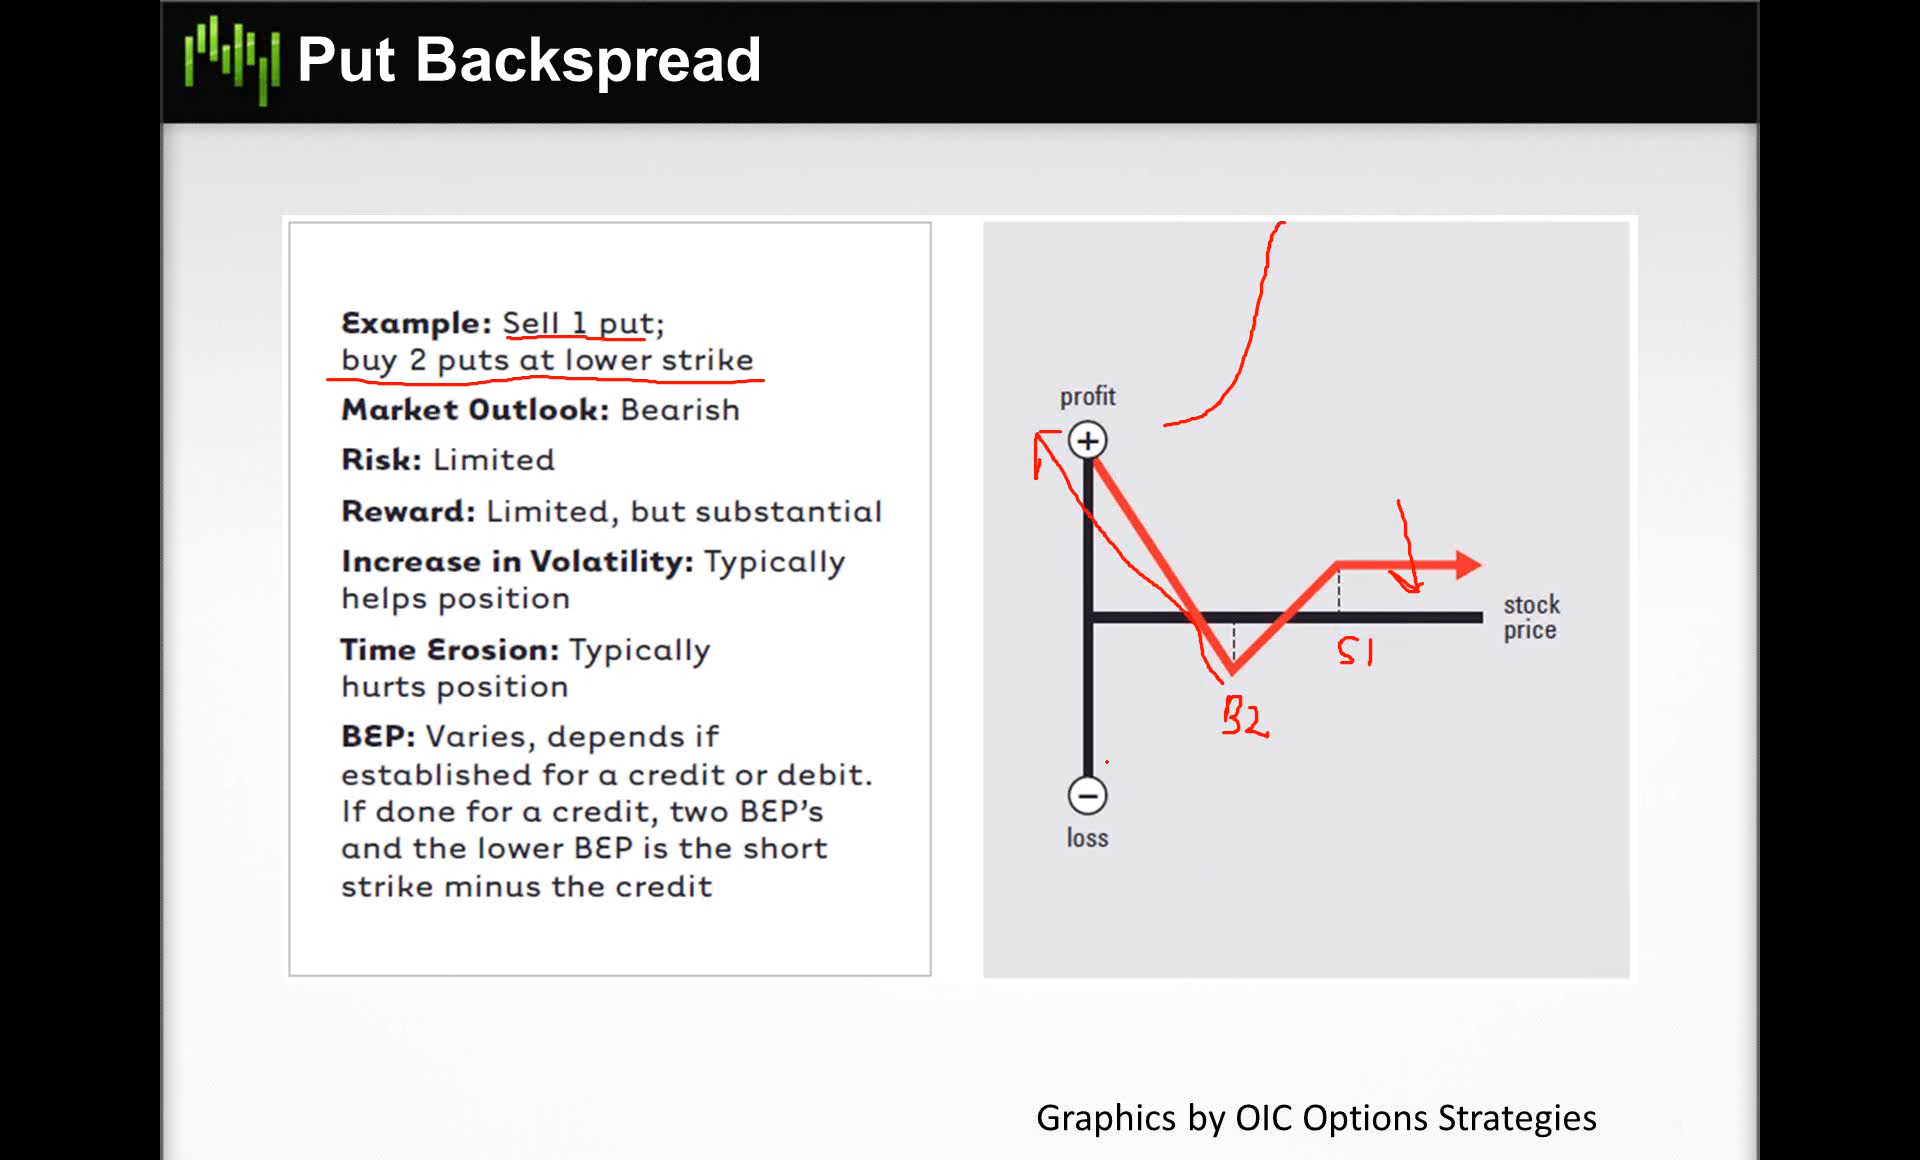 Put Backspread
Example: Sell 1 put;
buy 2 puts at lower strike
Market Outlook: Bearish
Risk: Limited
Reward: Limited, but substantial
Increase in Volatility: Typically
helps position
Time Erosion: Typically
hurts position
BEP: Varies, depends if
established for a credit or debit.
If done for a credit, two BEP's
and the lower BEP is the short
strike minus the credit
profit
+
stock
price
S1
B2
−
loss
Graphics by OIC Options Strategies